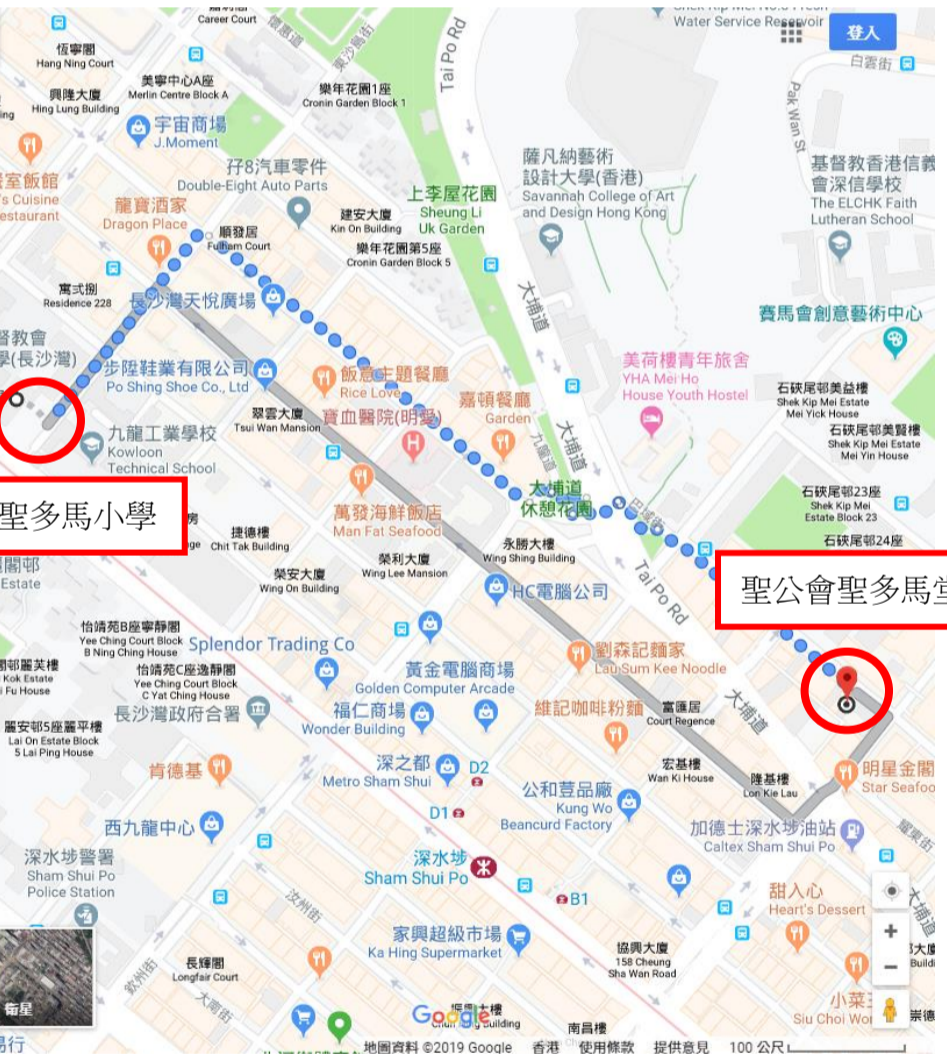 Career Court
Water Service Reservoir
登入
恆寧閣
Hang Ning Court
興隆大廈
Hing Lung Building
美寧中心A座
Merlin Centre Block A
宇宙商場
J.Moment
樂年花園1座
Cronin Garden Block 1
Tai Po Rd
白雲街
Pak Wan St
孖8汽車零件
Double-Eight Auto Parts
龍寶酒家
Dragon Place
順發居
Fulham Court
建安大廈
Kin On Building
樂年花園第5座
Cronin Garden Block 5
上李屋花園
Sheung Li
Uk Garden
薩凡納藝術
設計大學(香港)
Savannah College of Art
and Design Hong Kong
基督教香港信義
會深信學校
The ELCHK Faith
Lutheran School
寓弍捌
Residence 228
長沙灣天悅廣場
大埔道
賽馬會創意藝術中心
步陞鞋業有限公司
Po Shing Shoe Co., Ltd
飯意主題餐廳
Rice Love
嘉頓餐廳
Garden
美荷樓青年旅舍
YHA Mei Ho
House Youth Hostel
石硤尾邨美益樓
Shek Kip Mei Estate
Mei Yick House
石硤尾邨美賢樓
Shek Kip Mei Estate
Mei Yin House
九龍工業學校
Kowloon
Technical School
翠雲大廈
Tsui Wan Mansion
寶血醫院(明愛)
九龍道
大埔道
大埔道
休憩花園
巴域街
石硤尾邨23座
Shek Kip Mei
Estate Block 23
石硤尾邨24座
聖多馬小學
捷德樓
Chit Tak Building
萬發海鮮飯店
Man Fat Seafood
永勝大樓
Wing Shing Building
榮安大廈
Wing On Building
榮利大廈
Wing Lee Mansion
HC電腦公司
Tai Po Rd
聖公會聖多馬堂
怡靖苑B座寧靜閣
Yee Ching Court Block
B Ning Ching House
Splendor Trading Co
怡靖苑C座逸靜閣
Yee Ching Court Block
C Yat Ching House
長沙灣政府合署
黃金電腦商場
Golden Computer Arcade
劉森記麵家
Lau Sum Kee Noodle
福仁商場
Wonder Building
維記咖啡粉麵
富匯居
Court Regence
大埔道
麗安邨5座麗平樓
Lai On Estate Block
5 Lai Ping House
肯德基
深之都
Metro Sham Shui
D2
D1
公和荳品廠
Kung Wo
Beancurd Factory
宏基樓
Wan Ki House
隆基樓
Lon Kie Lau
明星金閣
Star Seafoo
西九龍中心
加德士深水埗油站
Caltex Sham Shui Po
深水埗警署
Sham Shui Po
Police Station
深水埗
Sham Shui Po
B1
汝州街
甜入心
Heart's Dessert
家興超級市場
Ka Hing Supermarket
協興大廈
158 Cheung
Sha Wan Road
長輝閣
Longfair Court
欽州街
大南街
衛星
小菜王
Siu Choi Wo
崇德
Google
南昌樓
地圖資料 ©2019 Google 香港 使用條款 提供意見 100 公尺